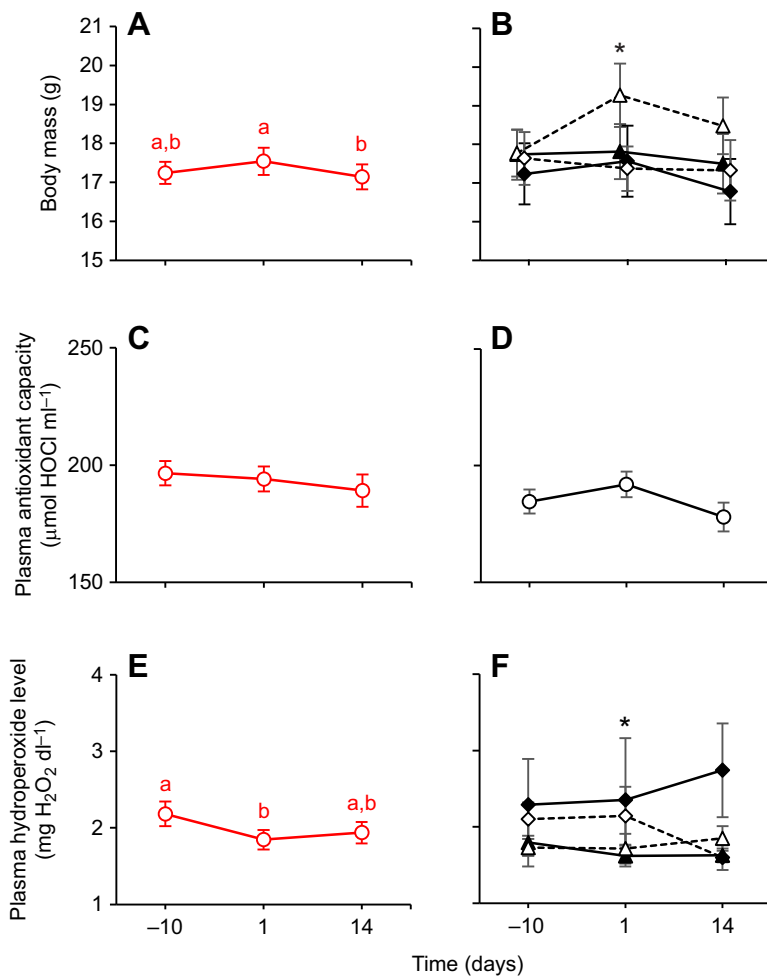 A
B
21
20
19
18
17
16
15
Body mass (g)
a,b
a
b
*
C
D
250
200
150
Plasma antioxidant capacity
(μmol HOCl ml⁻¹)
E
F
4
3
2
1
Plasma hydroperoxide level
(mg H₂O₂ dl⁻¹)
a
b
a,b
*
–10
1
14
–10
1
14
Time (days)